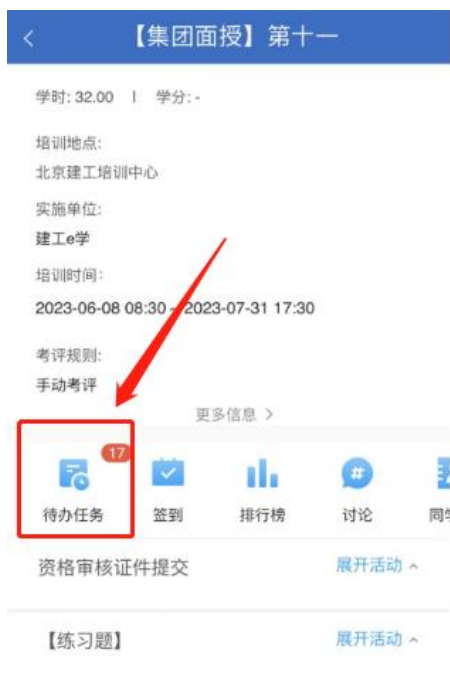 【集团面授】第十一
学时: 32.00 | 学分: -
培训地点:
北京建工培训中心
实施单位:
建工e学
培训时间:
2023-06-08 08:30 ~ 2023-07-31 17:30
考评规则:
手动考评
更多信息 >
17
待办任务 签到 排行榜 讨论 同学
资格审核证件提交 展开活动
【练习题】 展开活动